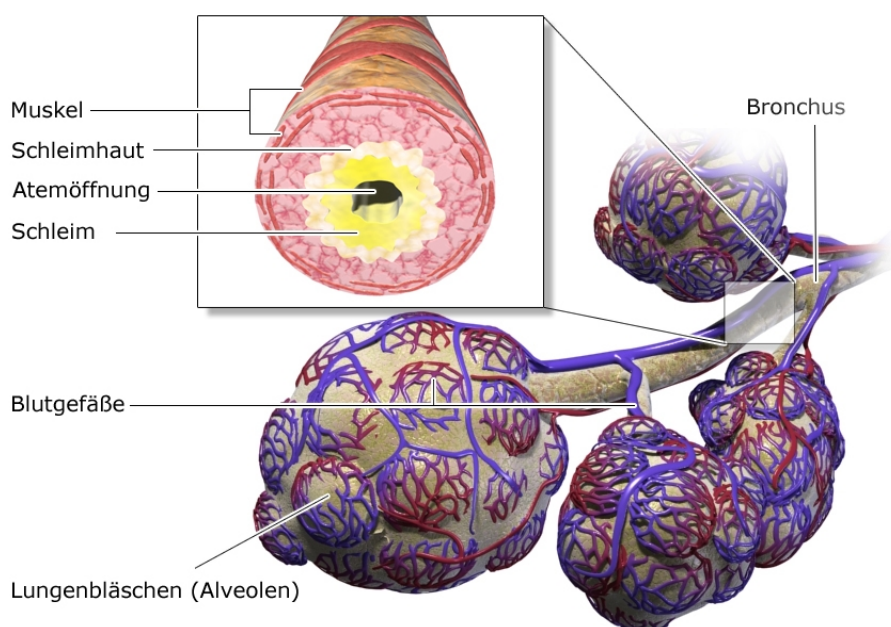 Muskel
Schleimhaut
Atemöffnung
Schleim
Bronchus
Blutgefäße
Lungenbläschen (Alveolen)